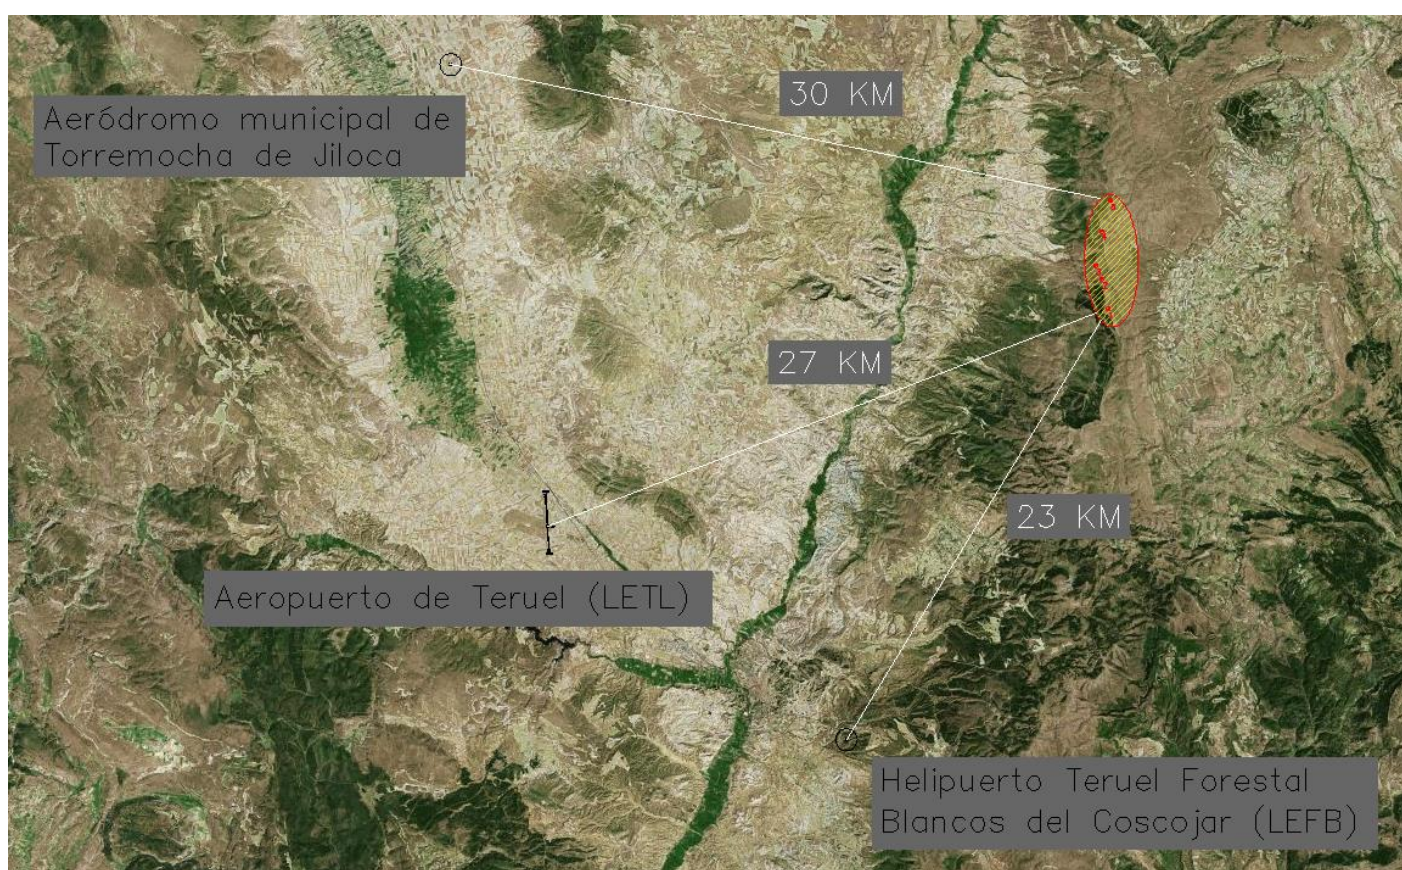 30 KM
Aeródromo municipal de
Torremocha de Jiloca
27 KM
23 KM
Aeropuerto de Teruel (LETL)
Helipuerto Teruel Forestal
Blancos del Coscojar (LEFB)